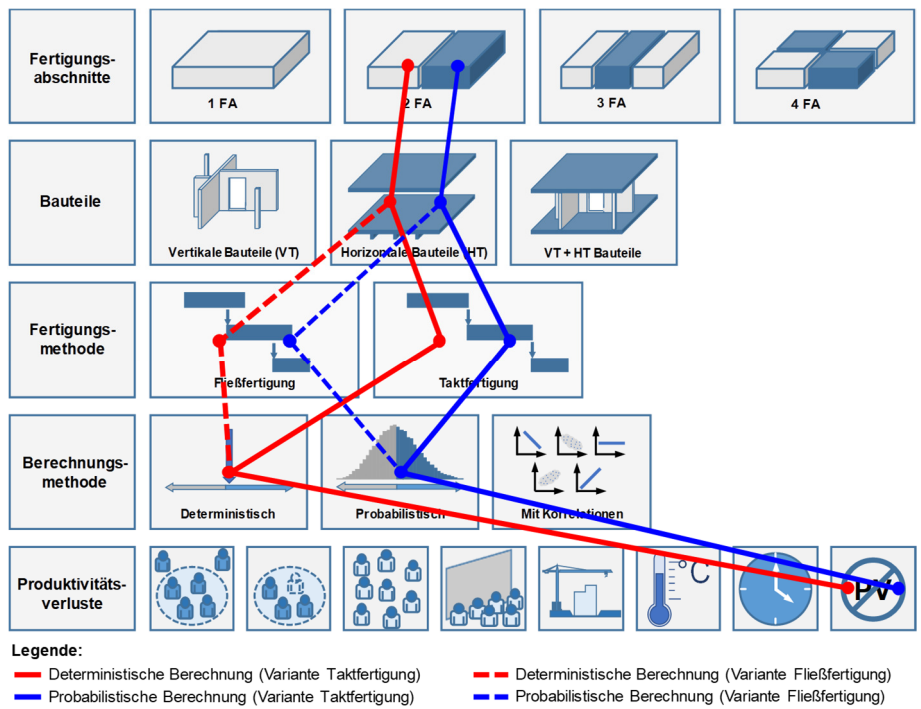 Fertigungs-
abschnitte
1 FA
2 FA
3 FA
4 FA
Bauteile
Vertikale Bauteile (VT)
Horizontale Bauteile (HT)
VT + HT Bauteile
Fertigungs-
methode
Fließfertigung
Taktfertigung
Berechnungs-
methode
Deterministisch
Probabilistisch
Mit Korrelationen
Produktivitäts-
verluste
°C
PV
Legende:
Deterministische Berechnung (Variante Taktfertigung)
Deterministische Berechnung (Variante Fließfertigung)
Probabilistische Berechnung (Variante Taktfertigung)
Probabilistische Berechnung (Variante Fließfertigung)